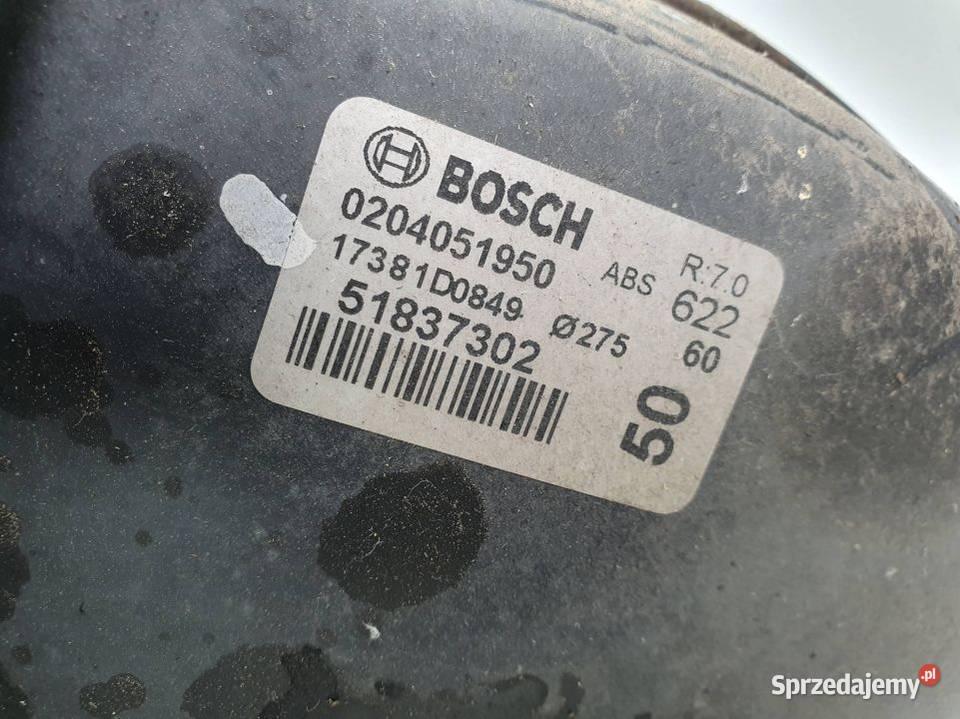 BOSCH
0204051950
17381D0849. Ø275
51837302
ABS
R:7.0
622
60
50
Sprzedajemy.pl